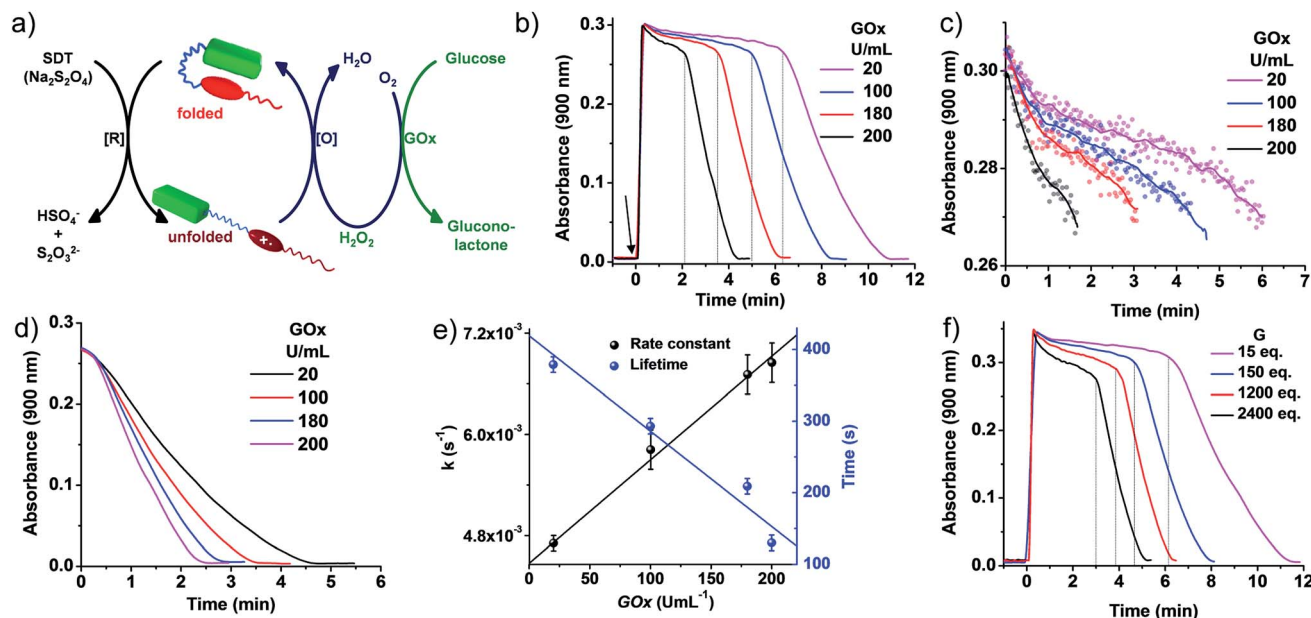 a)
SDT
(Na₂S₂O₄)
folded
[R]
HSO₄⁻
+
S₂O₃²⁻
unfolded
+·
H₂O
O₂
Glucose
[O]
GOx
H₂O₂
Glucono-
lactone
b)
Absorbance (900 nm)
0.3
0.2
0.1
0.0
0 2 4 6 8 10 12
Time (min)
GOx
U/mL
20
100
180
200
c)
Absorbance (900 nm)
0.30
0.28
0.26
0 1 2 3 4 5 6 7
Time (min)
GOx
U/mL
20
100
180
200
d)
Absorbance (900 nm)
0.3
0.2
0.1
0.0
0 1 2 3 4 5 6
Time (min)
GOx
U/mL
20
100
180
200
e)
k (s⁻¹)
7.2x10⁻³
6.0x10⁻³
4.8x10⁻³
0 50 100 150 200
GOx (UmL⁻¹)
Rate constant
Lifetime
400
300
200
100
Time (s)
f)
Absorbance (900 nm)
0.3
0.2
0.1
0.0
0 2 4 6 8 10 12
Time (min)
G
15 eq.
150 eq.
1200 eq.
2400 eq.